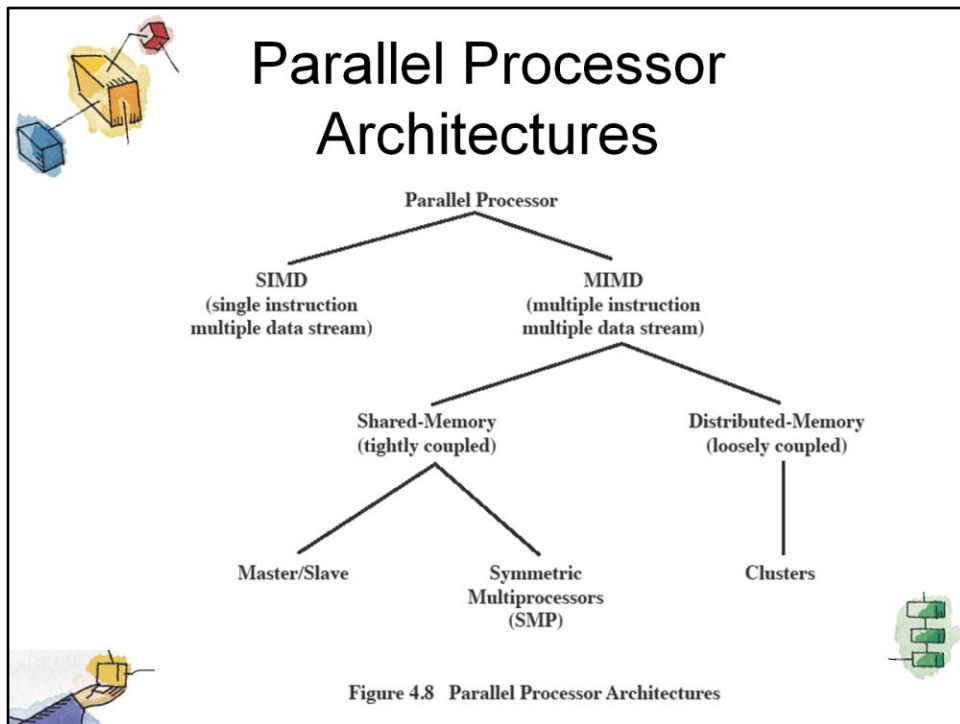 Parallel Processor
Architectures
Parallel Processor
SIMD
(single instruction
multiple data stream)
MIMD
(multiple instruction
multiple data stream)
Shared-Memory
(tightly coupled)
Distributed-Memory
(loosely coupled)
Master/Slave
Symmetric
Multiprocessors
(SMP)
Clusters
Figure 4.8 Parallel Processor Architectures